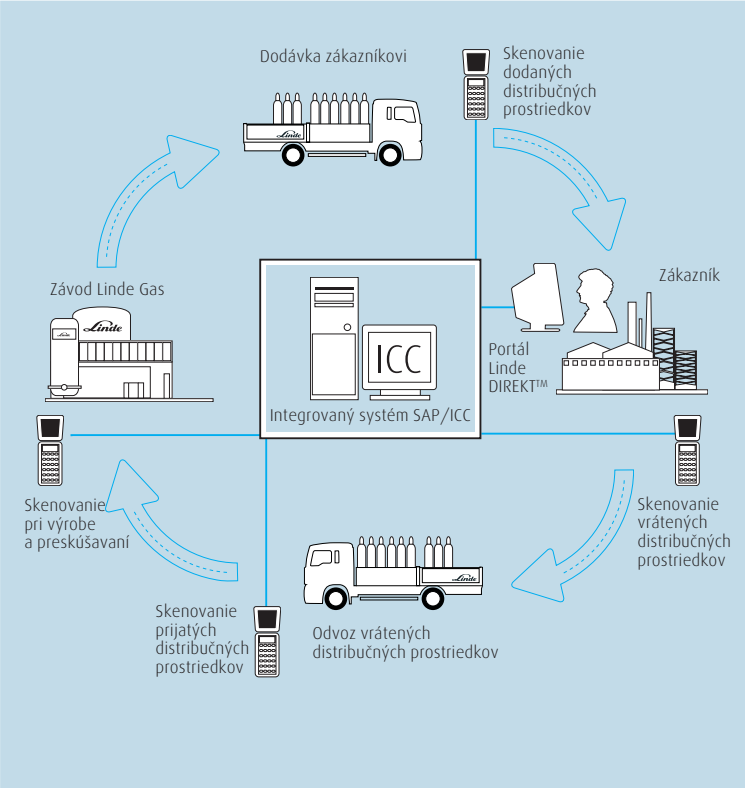 Dodávka zákazníkovi
Skenovanie
dodaných
distribučných
prostriedkov
Linde
Závod Linde Gas
Linde
Linde
Zákazník
Portál
Linde
DIREKT™
ICC
Integrovaný systém SAP/ICC
Skenovanie
pri výrobe
a preskúšavaní
Skenovanie
vrátených
distribučných
prostriedkov
Linde
Skenovanie
prijatých
distribučných
prostriedkov
Odvoz vrátených
distribučných prostriedkov